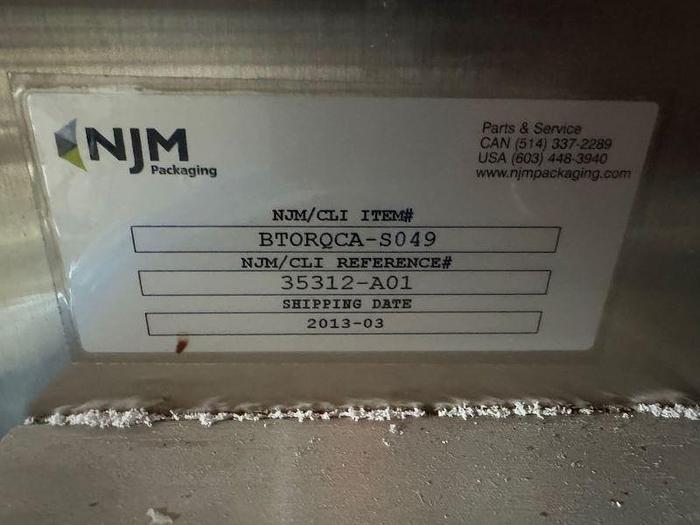 NJM
Packaging
Parts & Service
CAN (514) 337-2289
USA (603) 448-3940
www.njmpackaging.com
NJM/CLI ITEM#
BTORQCA-S049
NJM/CLI REFERENCE#
35312-A01
SHIPPING DATE
2013-03